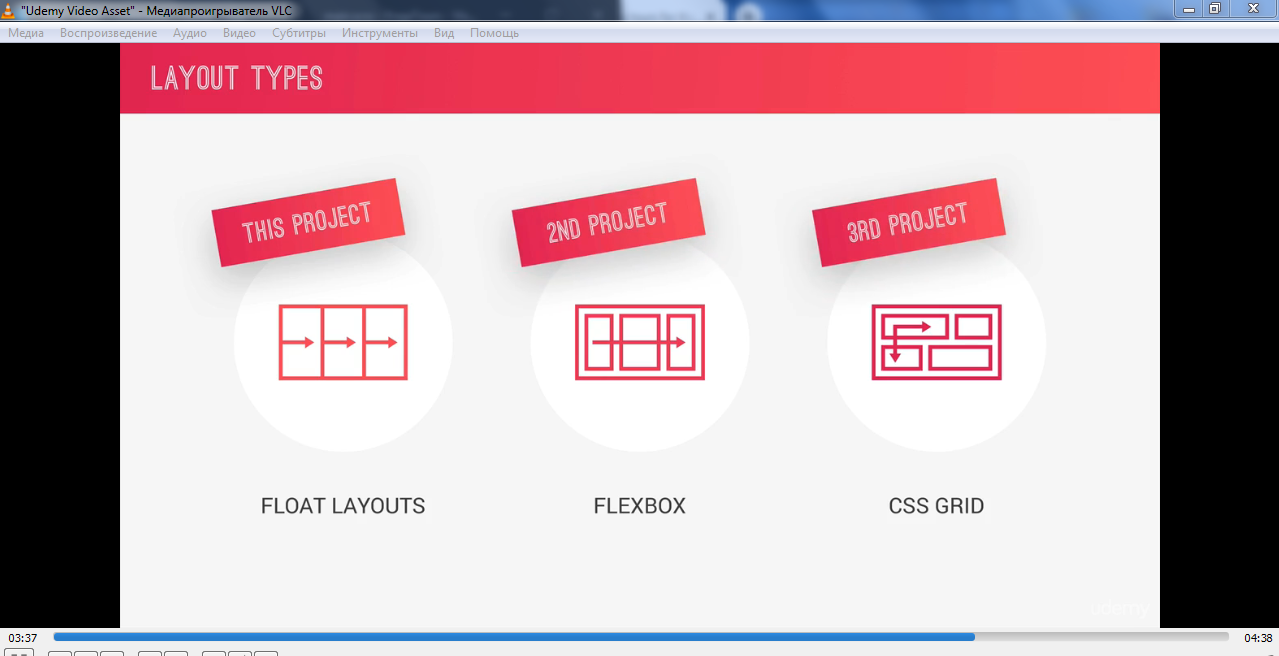 "Udemy Video Asset" - Медиапроигрыватель VLC
Медиа Воспроизведение Аудио Видео Субтитры Инструменты Вид Помощь
LAYOUT TYPES
THIS PROJECT
2ND PROJECT
3RD PROJECT
FLOAT LAYOUTS
FLEXBOX
CSS GRID
udemy
03:37
04:38